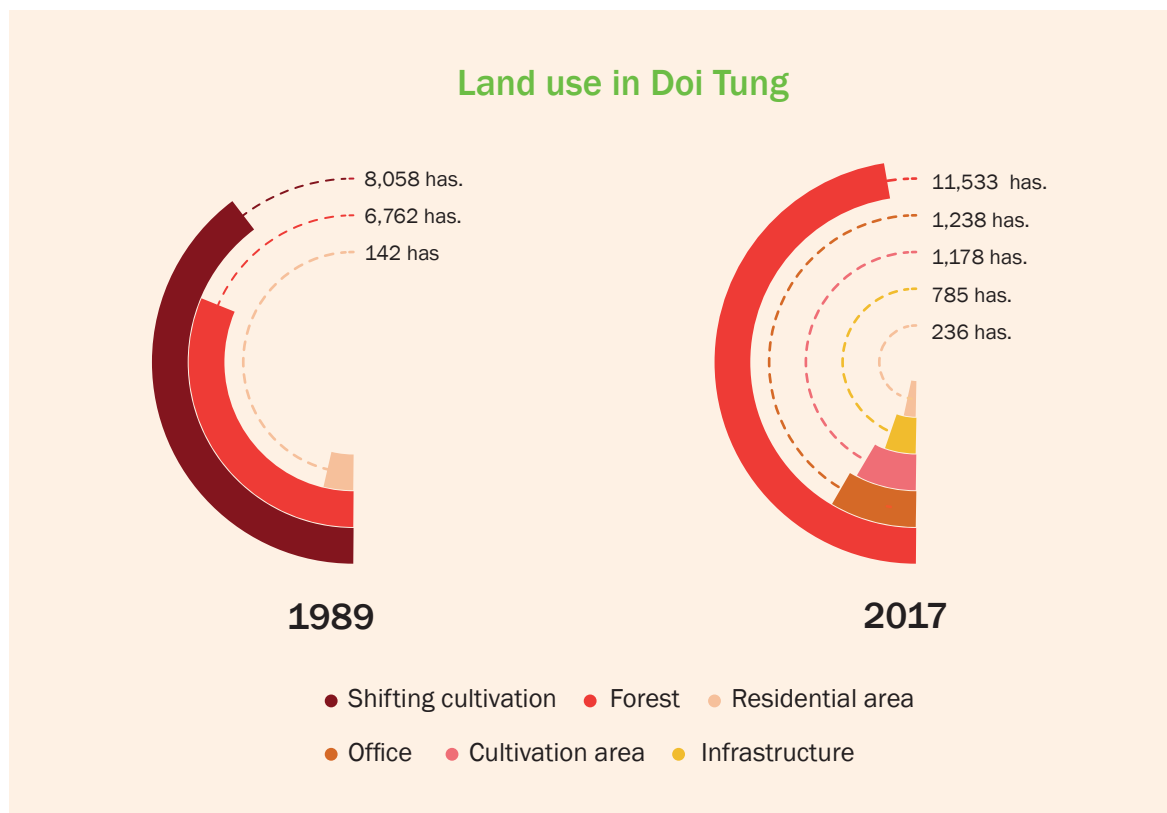 Land use in Doi Tung
8,058 has.
6,762 has.
142 has
1989
11,533 has.
1,238 has.
1,178 has.
785 has.
236 has.
2017
Shifting cultivation Forest Residential area
Office Cultivation area Infrastructure